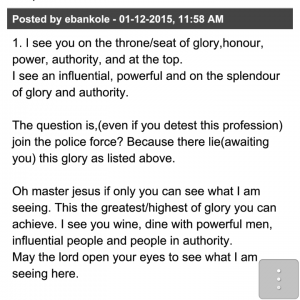 Posted by ebankole - 01-12-2015, 11:58 AM
1. I see you on the throne/seat of glory,honour,
power, authority, and at the top.
I see an influential, powerful and on the splendour
of glory and authority.
The question is,(even if you detest this profession)
join the police force? Because there lie(awaiting
you) this glory as listed above.
Oh master jesus if only you can see what I am
seeing. This the greatest/highest of glory you can
achieve. I see you wine, dine with powerful men,
influential people and people in authority.
May the lord open your eyes to see what I am
seeing here.